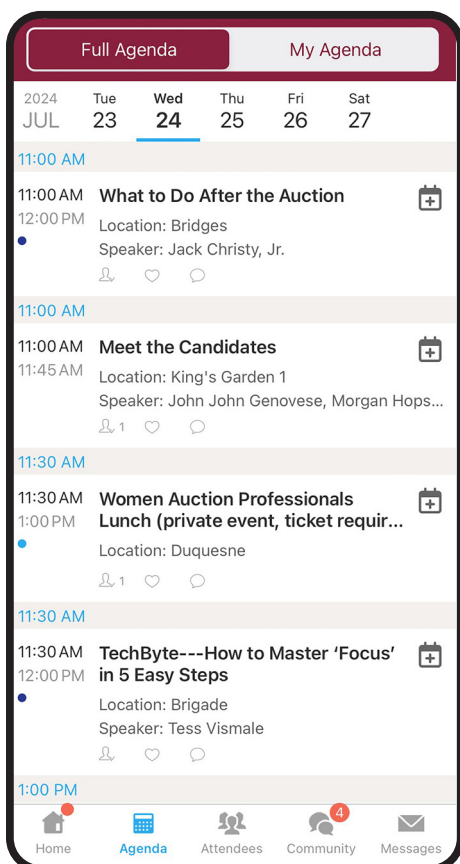 Full Agenda
My Agenda
2024
JUL
Tue
23
Wed
24
Thu
25
Fri
26
Sat
27
11:00 AM
11:00 AM
12:00 PM
What to Do After the Auction
Location: Bridges
Speaker: Jack Christy, Jr.
11:00 AM
11:00 AM
11:45 AM
Meet the Candidates
Location: King's Garden 1
Speaker: John John Genovese, Morgan Hops...
1
11:30 AM
11:30 AM
1:00 PM
Women Auction Professionals
Lunch (private event, ticket requir...
Location: Duquesne
1
11:30 AM
11:30 AM
12:00 PM
TechByte---How to Master ‘Focus’
in 5 Easy Steps
Location: Brigade
Speaker: Tess Vismale
1:00 PM
4
Home
Agenda
Attendees
Community
Messages